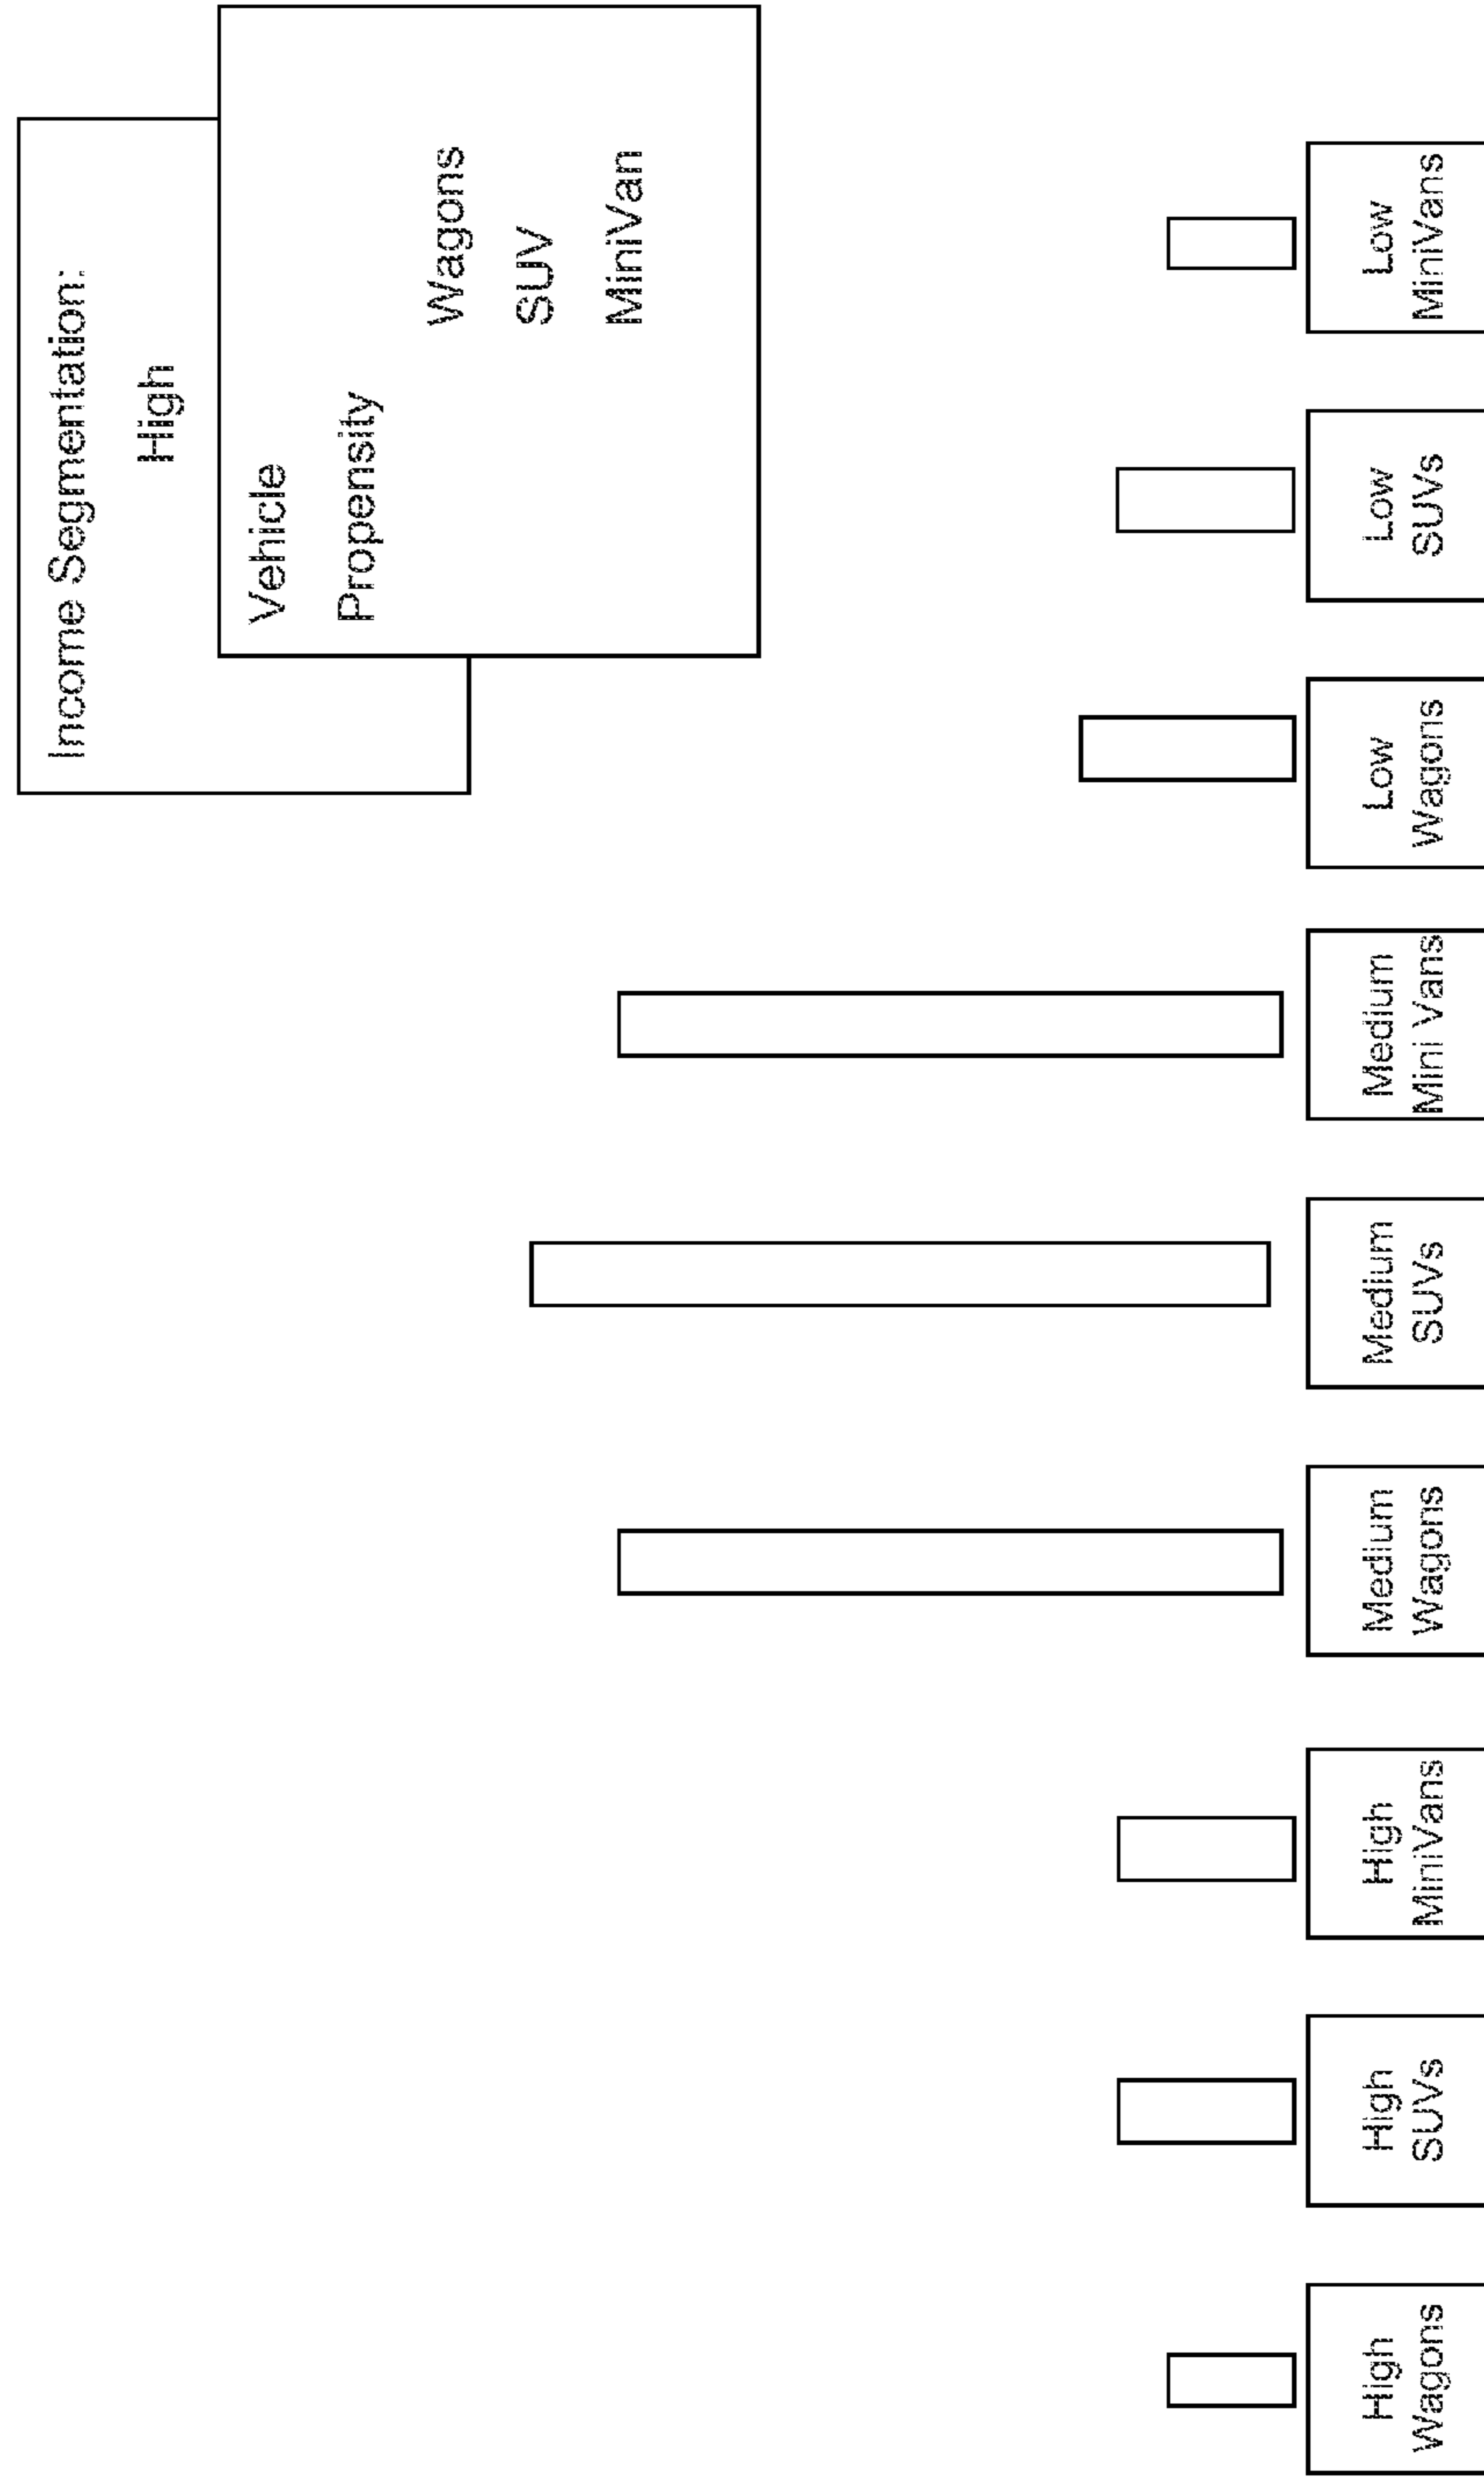 Income Segmentation:
High
Vehicle
Propensity
Wagons
SUV
MiniVan
High
Wagons
High
SUVs
High
MiniVans
Medium
Wagons
Medium
SUVs
Medium
Mini Vans
Low
Wagons
Low
SUVs
Low
MiniVans